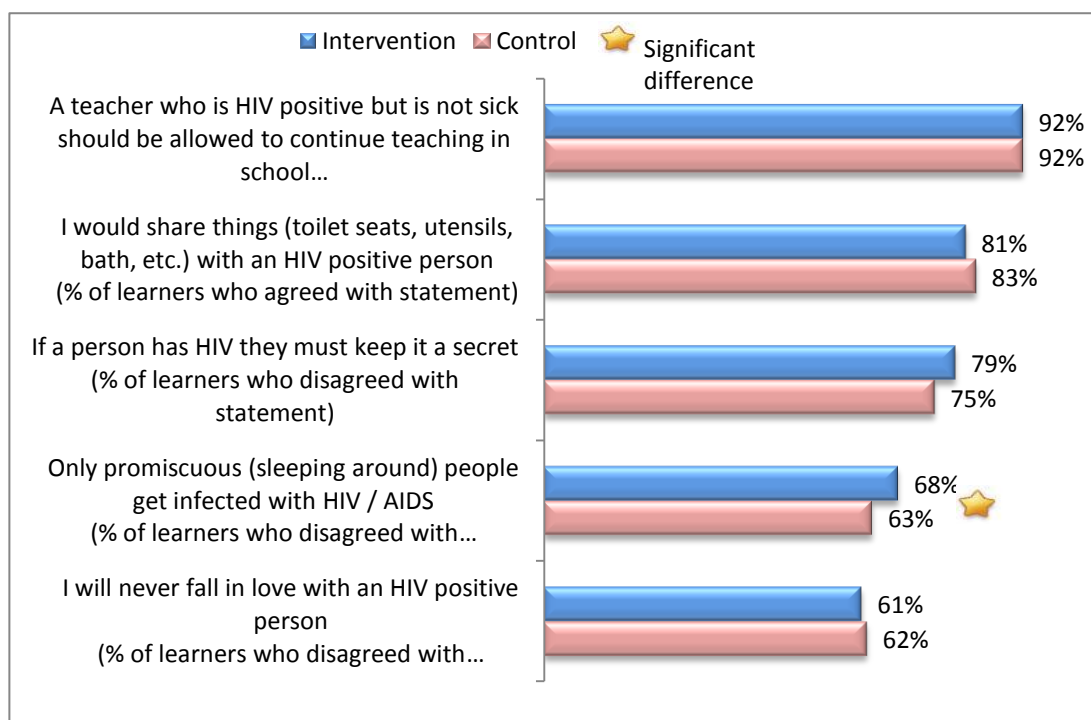 Intervention Control Significant
difference
A teacher who is HIV positive but is not sick
should be allowed to continue teaching in
school...
92%
92%
I would share things (toilet seats, utensils,
bath, etc.) with an HIV positive person
(% of learners who agreed with statement)
81%
83%
If a person has HIV they must keep it a secret
(% of learners who disagreed with
statement)
79%
75%
Only promiscuous (sleeping around) people
get infected with HIV / AIDS
(% of learners who disagreed with...
68%
63%
I will never fall in love with an HIV positive
person
(% of learners who disagreed with...
61%
62%